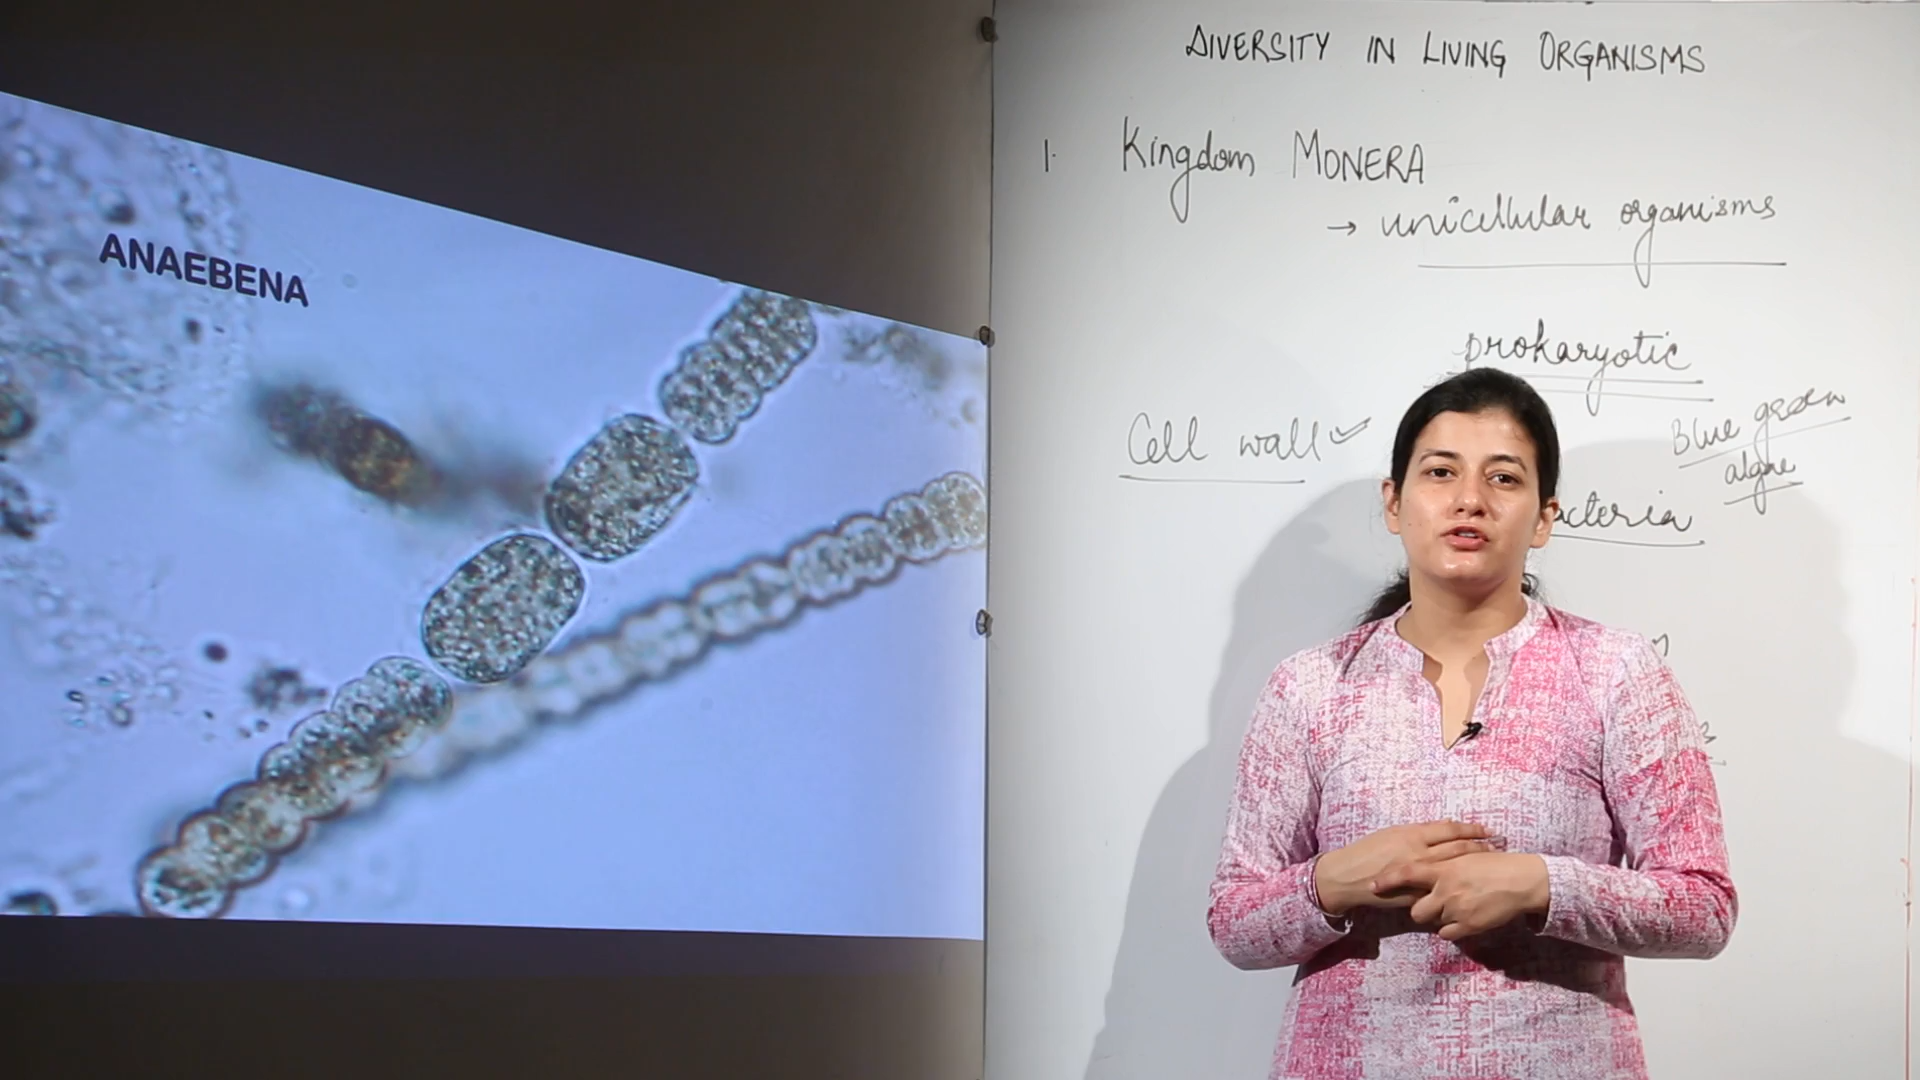 ANAEBENA
DIVERSITY IN LIVING ORGANISMS
1. Kingdom MONERA
→ unicellular organisms
prokaryotic
Cell wall ✓
Blue green
algae